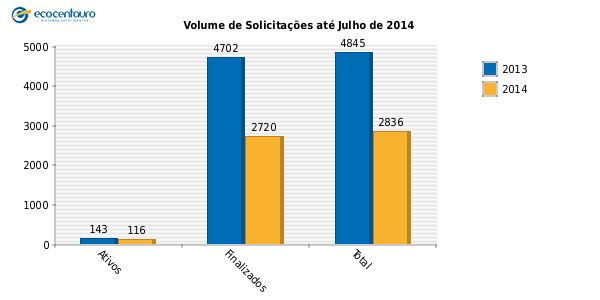 ecocentauro
Volume de Solicitações até Julho de 2014
5000
4000
3000
2000
1000
0
143
116
4702
2720
4845
2836
Ativos
Finalizados
Total
2013
2014